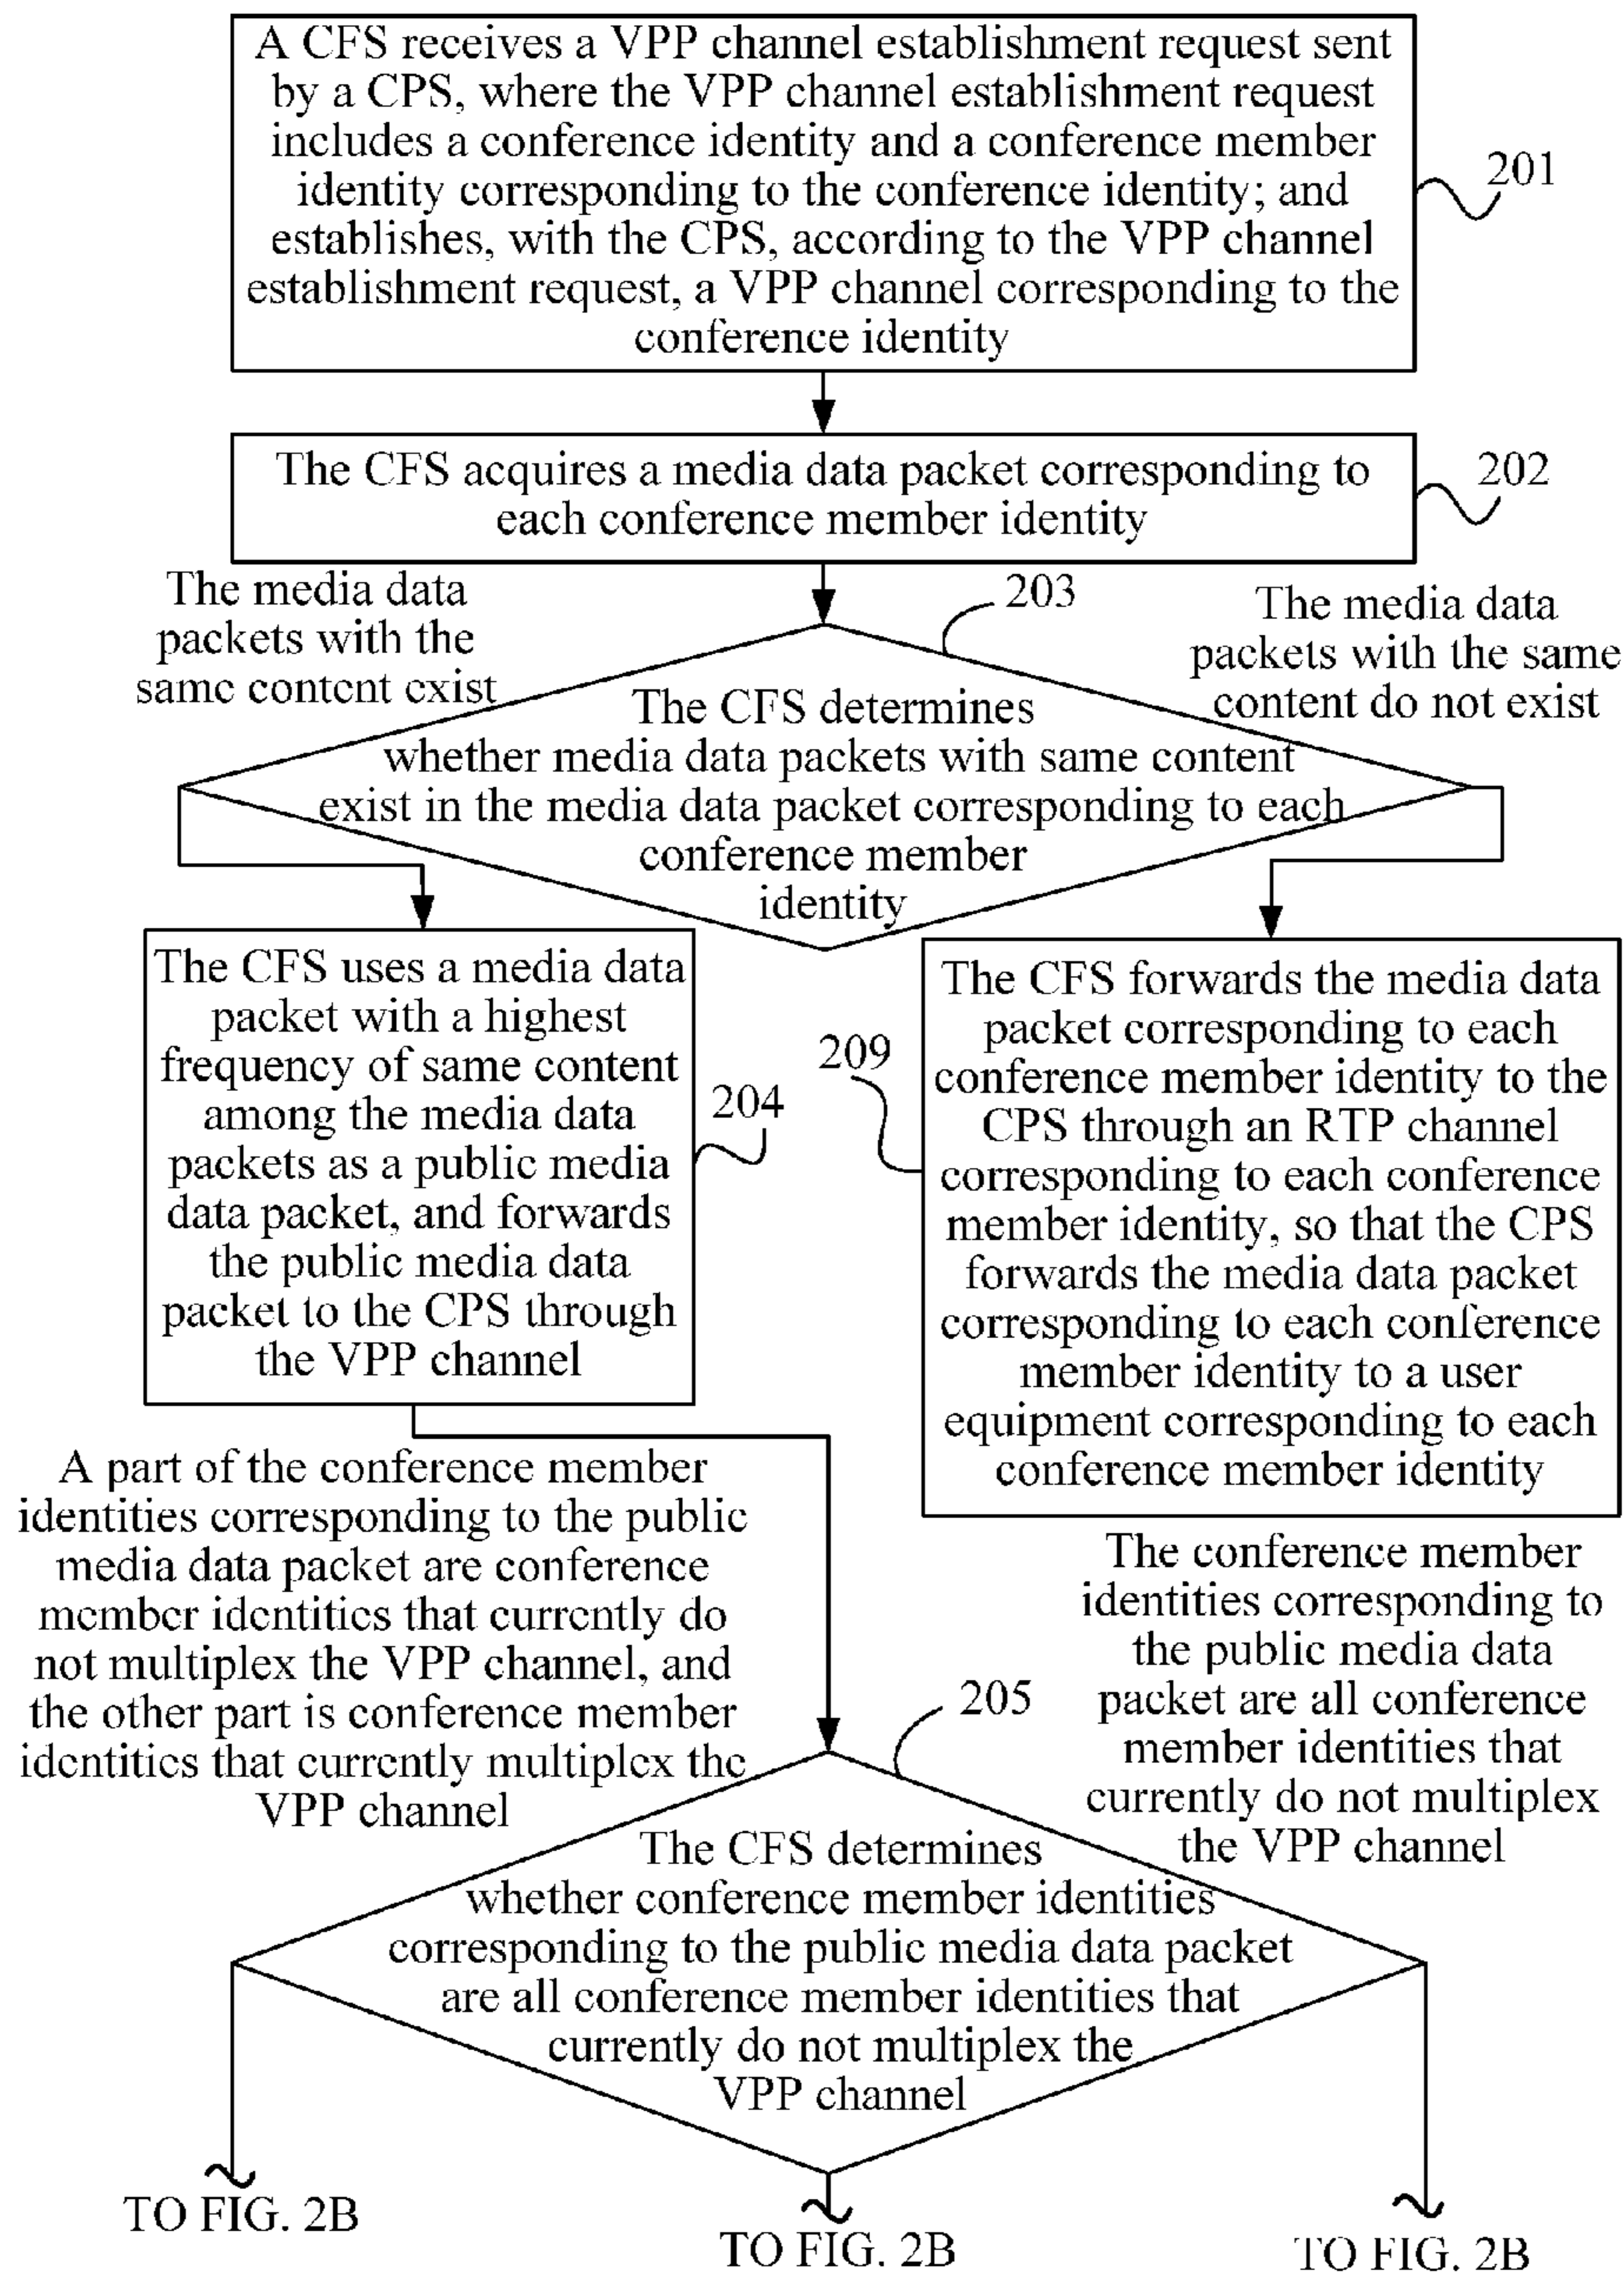 A CFS receives a VPP channel establishment request sent
by a CPS, where the VPP channel establishment request
includes a conference identity and a conference member
identity corresponding to the conference identity; and
establishes, with the CPS, according to the VPP channel
establishment request, a VPP channel corresponding to the
conference identity
201
The CFS acquires a media data packet corresponding to
each conference member identity
202
The media data
packets with the
same content exist
203
The media data
packets with the same
content do not exist
The CFS determines
whether media data packets with same content
exist in the media data packet corresponding to each
conference member
identity
The CFS uses a media data
packet with a highest
frequency of same content
among the media data
packets as a public media
data packet, and forwards
the public media data
packet to the CPS through
the VPP channel
204
209
The CFS forwards the media data
packet corresponding to each
conference member identity to the
CPS through an RTP channel
corresponding to each conference
member identity, so that the CPS
forwards the media data packet
corresponding to each conference
member identity to a user
equipment corresponding to each
conference member identity
A part of the conference member
identities corresponding to the public
media data packet are conference
member identities that currently do
not multiplex the VPP channel, and
the other part is conference member
identities that currently multiplex the
VPP channel
205
The conference member
identities corresponding to
the public media data
packet are all conference
member identities that
currently do not multiplex
the VPP channel
The CFS determines
whether conference member identities
corresponding to the public media data packet
are all conference member identities that
currently do not multiplex the
VPP channel
TO FIG. 2B
TO FIG. 2B
TO FIG. 2B